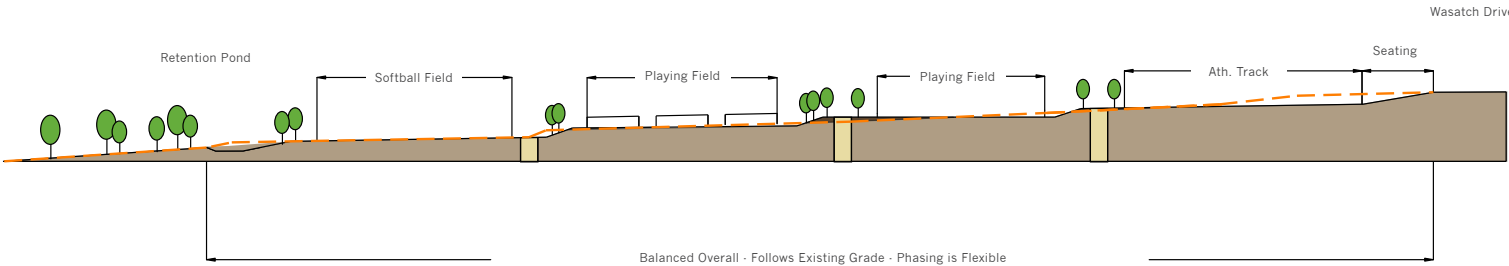 Wasatch Drive
Retention Pond
Softball Field
Playing Field
Playing Field
Ath. Track
Seating
Balanced Overall - Follows Existing Grade - Phasing is Flexible